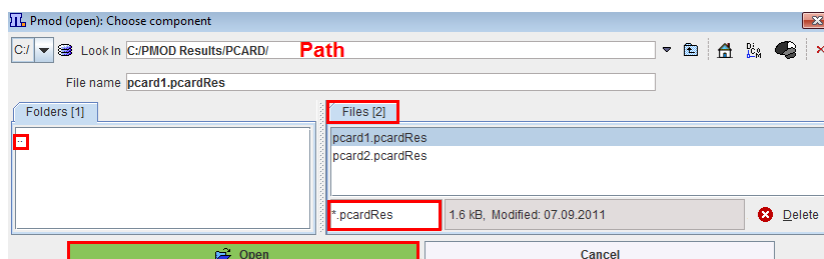 Pmod (open): Choose component
C:/ Look In C:/PMOD Results/PCARD/ Path
File name pcard1.pcardRes
Folders [1] Files [2]
..
pcard1.pcardRes
pcard2.pcardRes
*.pcardRes 1.6 kB, Modified: 07.09.2011 Delete
Open Cancel